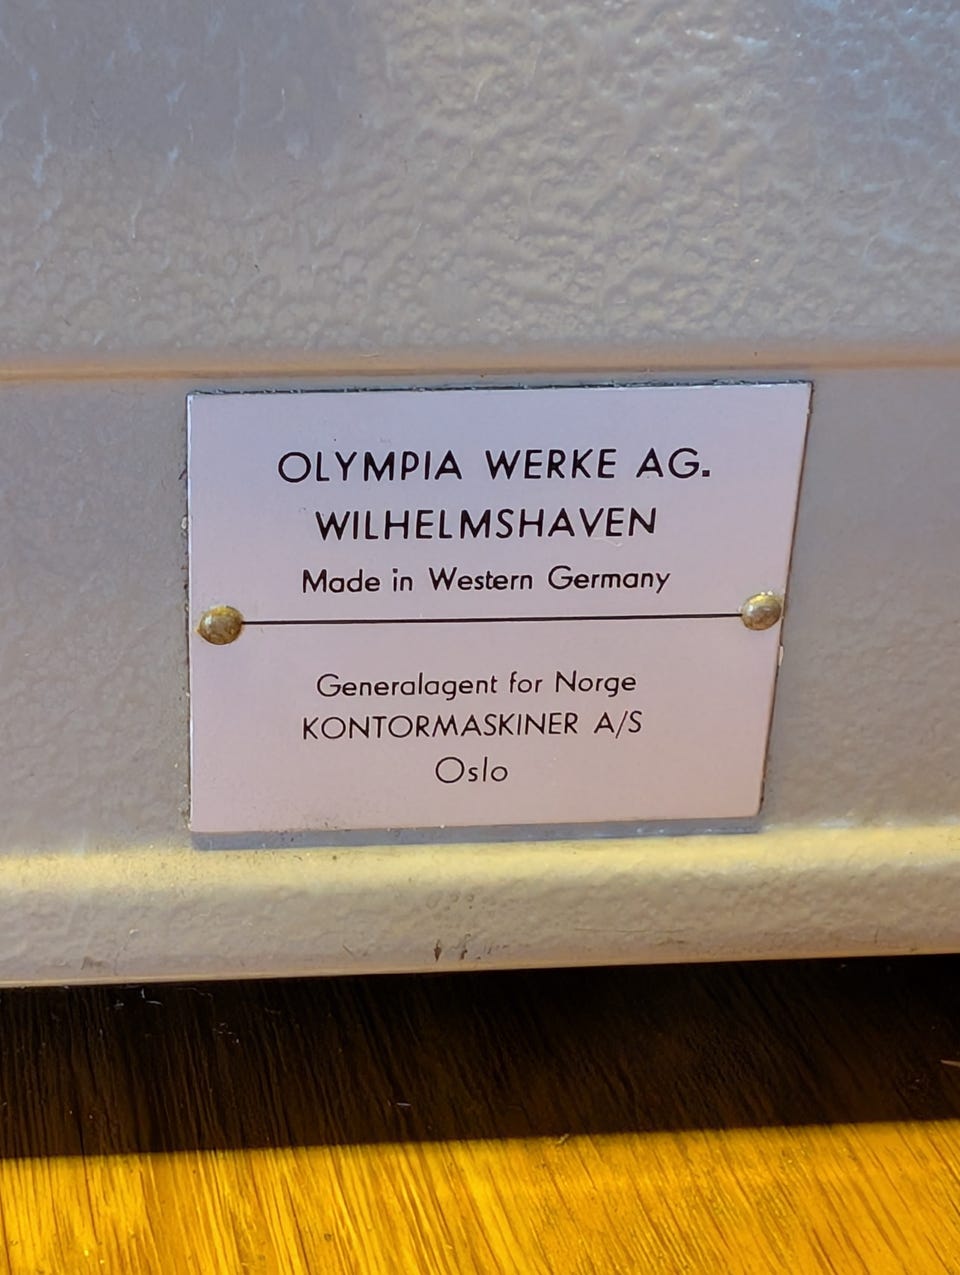 OLYMPIA WERKE AG.
WILHELMSHAVEN
Made in Western Germany
Generalagent for Norge
KONTORMASKINER A/S
Oslo